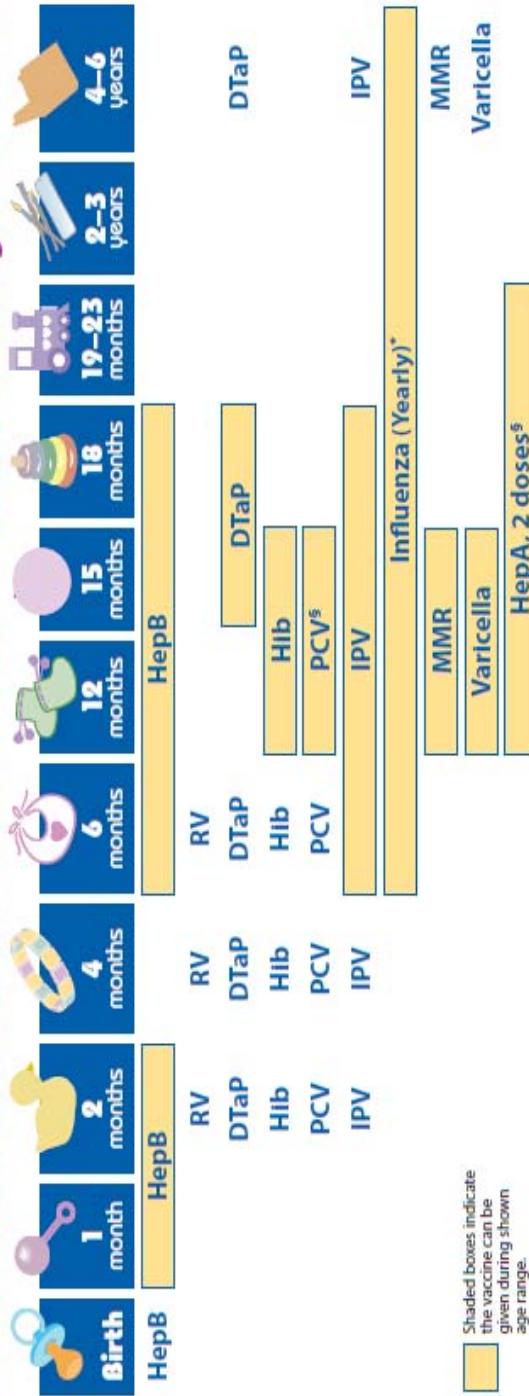 Birth
1
month
2
months
4
months
6
months
12
months
15
months
18
months
19–23
months
2–3
years
4–6
years
HepB
HepB
HepB
RV
RV
RV
DTaP
DTaP
DTaP
DTaP
DTaP
Hib
Hib
Hib
Hib
PCV
PCV
PCV
PCV§
IPV
IPV
IPV
IPV
Influenza (Yearly)*
MMR
MMR
Varicella
Varicella
HepA, 2 doses§
Shaded boxes indicate
the vaccine can be
given during shown
age range.